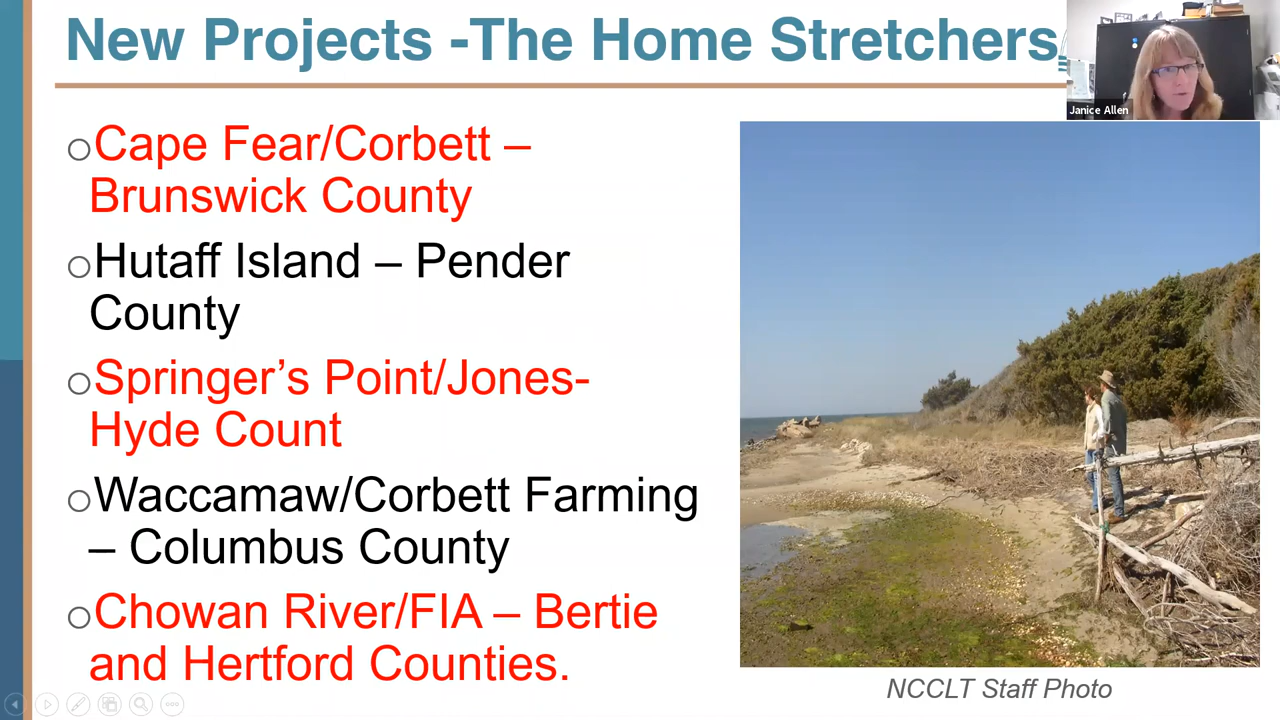 New Projects -The Home Stretchers
Janice Allen
○Cape Fear/Corbett –
Brunswick County
○Hutaff Island – Pender
County
○Springer’s Point/Jones-
Hyde Count
○Waccamaw/Corbett Farming
– Columbus County
○Chowan River/FIA – Bertie
and Hertford Counties.
NCCLT Staff Photo